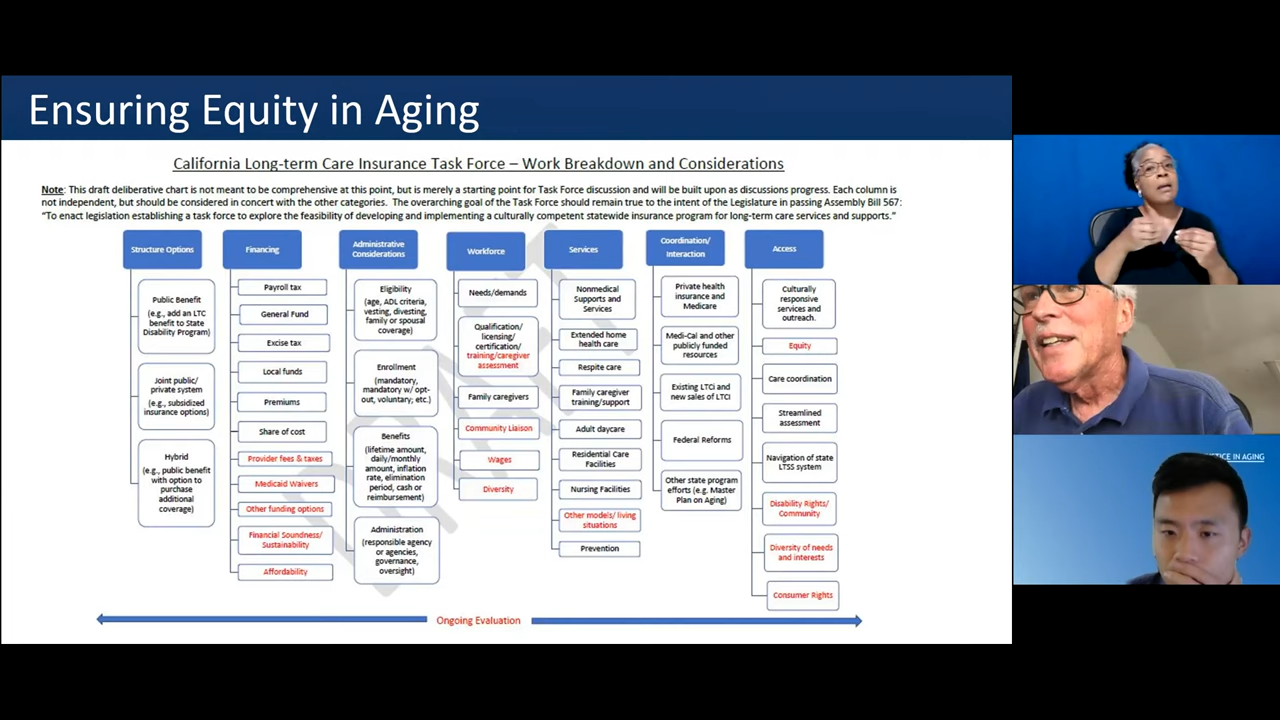 Ensuring Equity in Aging
California Long-term Care Insurance Task Force – Work Breakdown and Considerations
Note: This draft deliberative chart is not meant to be comprehensive at this point, but is merely a starting point for Task Force discussion and will be built upon as discussions progress. Each column is
not independent, but should be considered in concert with the other categories. The overarching goal of the Task Force should remain true to the intent of the Legislature in passing Assembly Bill 567:
“To enact legislation establishing a task force to explore the feasibility of developing and implementing a culturally competent statewide insurance program for long-term care services and supports.”
Structure Options
Public Benefit
(e.g., add an LTC
benefit to State
Disability Program)
Joint public/
private system
(e.g., subsidized
insurance options)
Hybrid
(e.g., public benefit
with option to
purchase
additional
coverage)
Financing
Payroll tax
General Fund
Excise tax
Local funds
Premiums
Share of cost
Provider fees & taxes
Medicaid Waivers
Other funding options
Financial Soundness/
Sustainability
Affordability
Administrative
Considerations
Eligibility
(age, ADL criteria,
vesting, divesting,
family or spousal
coverage)
Enrollment
(mandatory,
mandatory w/ opt-
out, voluntary; etc.)
Benefits
(lifetime amount,
daily/monthly
amount, inflation
rate, elimination
period, cash or
reimbursement)
Administration
(responsible agency
or agencies,
governance,
oversight)
Workforce
Needs/demands
Qualification/
licensing/
certification/
training/caregiver
assessment
Family caregivers
Community Liaison
Wages
Diversity
Services
Nonmedical
Supports and
Services
Extended home
health care
Respite care
Family caregiver
training/support
Adult daycare
Residential Care
Facilities
Nursing Facilities
Other models/ living
situations
Prevention
Coordination/
Interaction
Private health
insurance and
Medicare
Medi-Cal and other
publicly funded
resources
Existing LTCi and
new sales of LTCI
Federal Reforms
Other state program
efforts (e.g. Master
Plan on Aging)
Access
Culturally
responsive
services and
outreach.
Equity
Care coordination
Streamlined
assessment
Navigation of state
LTSS system
Disability Rights/
Community
Diversity of needs
and interests
Consumer Rights
Ongoing Evaluation
DRAFT
STICE IN AGING